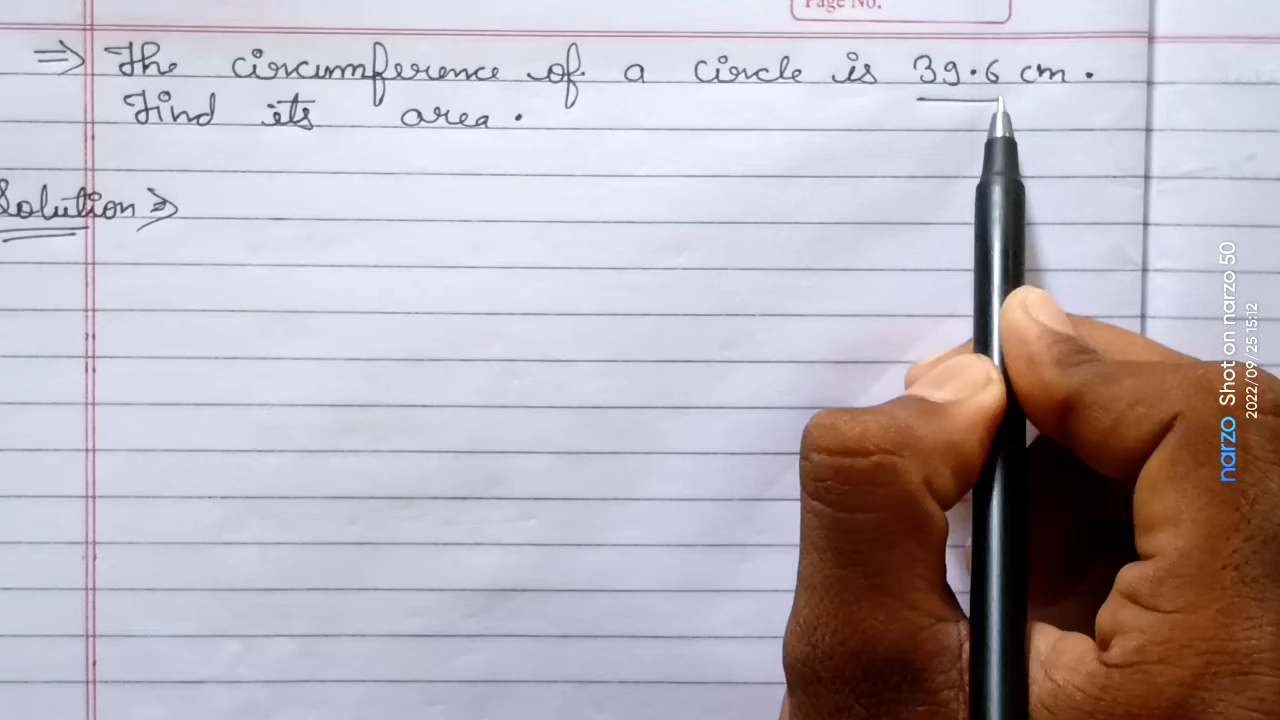 Page No.
⇒ The circumference of a circle is 39.6 cm.
Find its area.
Solution ⇒
narzo Shot on narzo 50
2022/09/25 15:12